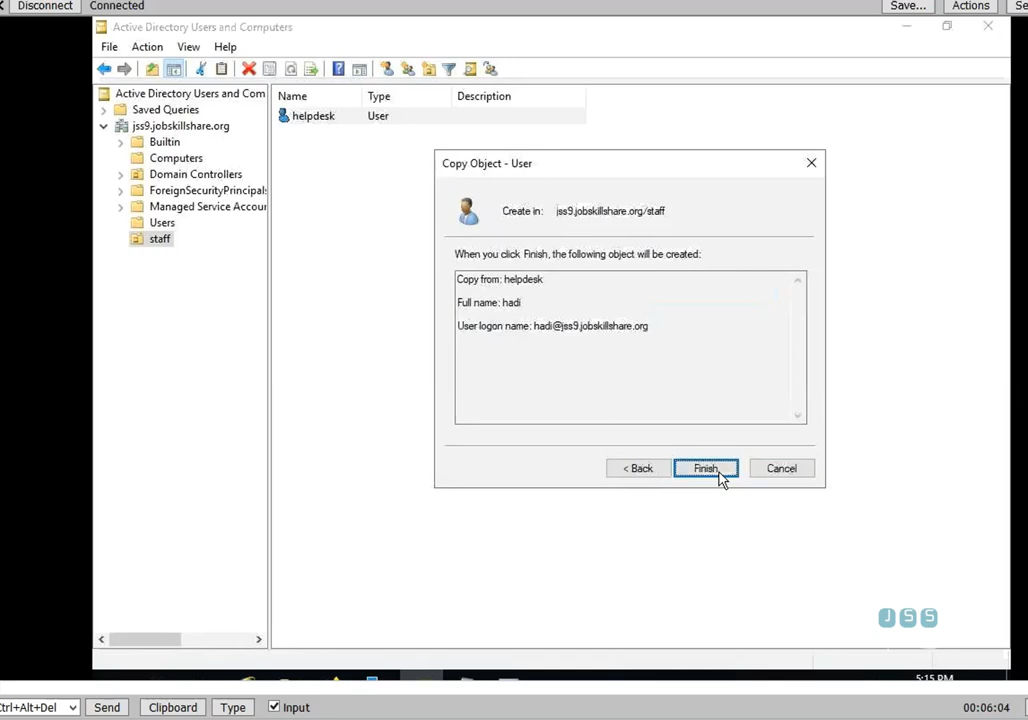 Disconnect Connected Save... Actions
Active Directory Users and Computers
File Action View Help
Active Directory Users and Com
Saved Queries
jss9.jobskillshare.org
Builtin
Computers
Domain Controllers
ForeignSecurityPrincipals
Managed Service Accour
Users
staff
Name Type Description
helpdesk User
Copy Object - User
Create in: jss9.jobskillshare.org/staff
When you click Finish, the following object will be created:
Copy from: helpdesk
Full name: hadi
User logon name: hadi@jss9.jobskillshare.org
< Back Finish Cancel
JSS
5:15 PM
Ctrl+Alt+Del Send Clipboard Type Input 00:06:04